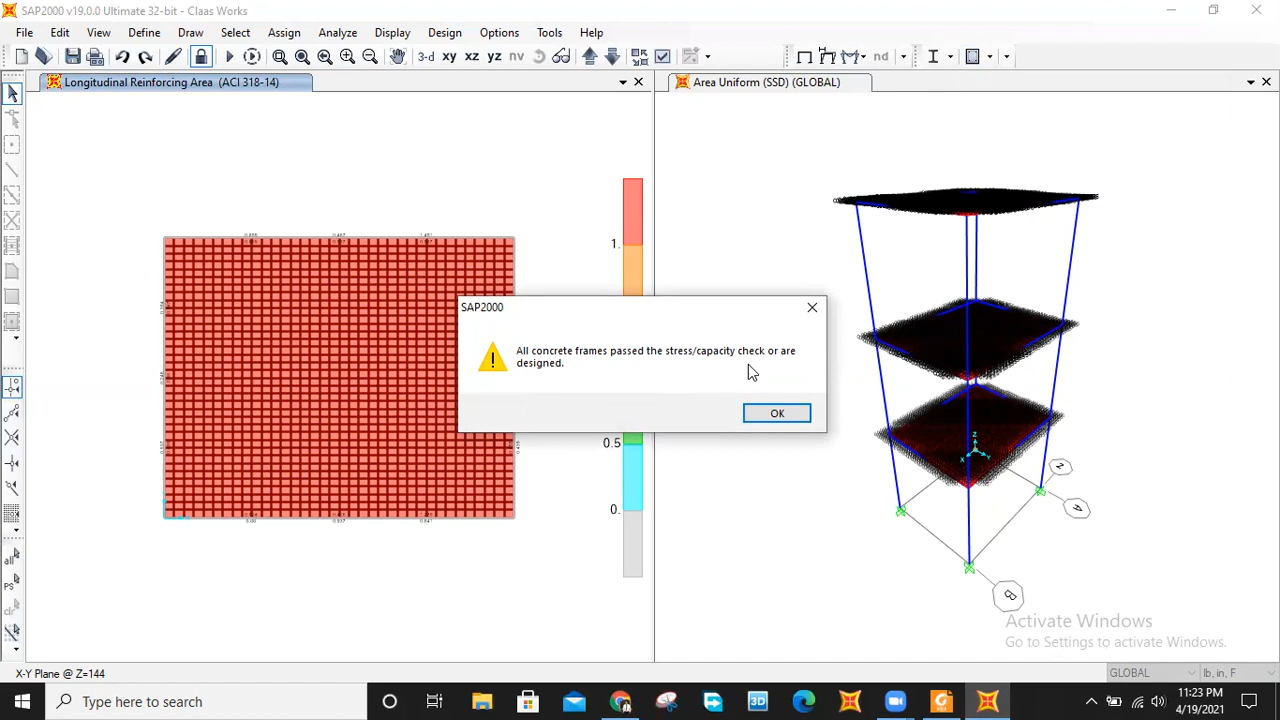 SAP2000 v19.0.0 Ultimate 32-bit - Claas Works
File Edit View Define Draw Select Assign Analyze Display Design Options Tools Help
3-d xy xz yz nv nd
Longitudinal Reinforcing Area (ACI 318-14)
Area Uniform (SSD) (GLOBAL)
1.
SAP2000
All concrete frames passed the stress/capacity check or are
designed.
OK
0.5
0.
all
PS
clr
Z
X Y
A
B
Activate Windows
Go to Settings to activate Windows.
X-Y Plane @ Z=144
GLOBAL
lb, in, F
Type here to search
3D
11:23 PM
4/19/2021